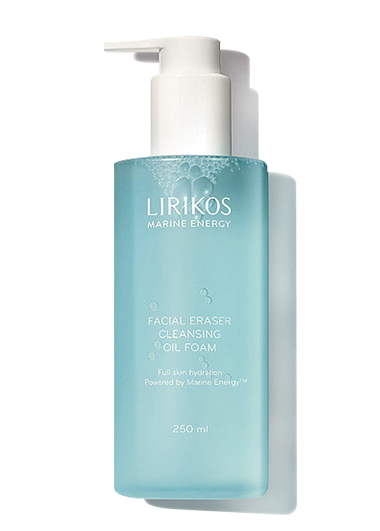 LIRIKOS
MARINE ENERGY
FACIAL ERASER
CLEANSING
OIL FOAM
Full skin hydration
Powered by Marine Energy™
250 ml